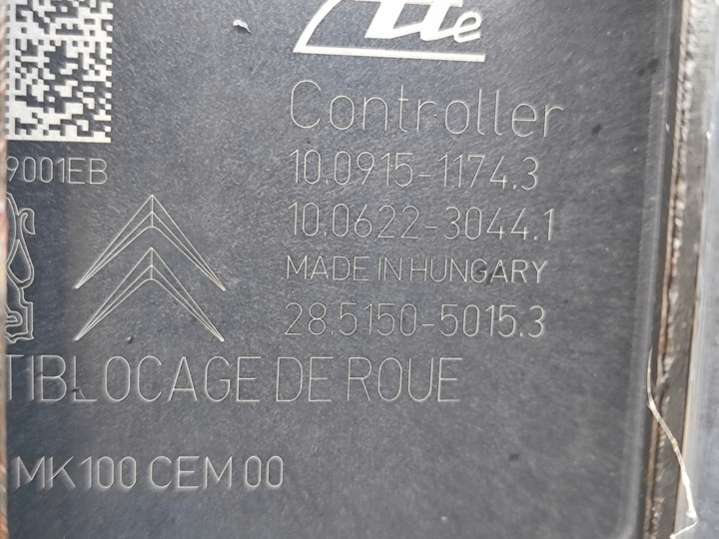 Ate
Controller
9001EB
10.0915-1174.3
10.0622-3044.1
MADE IN HUNGARY
28.5150-5015.3
TIBLOCAGE DE ROUE
MK100 CEM 00